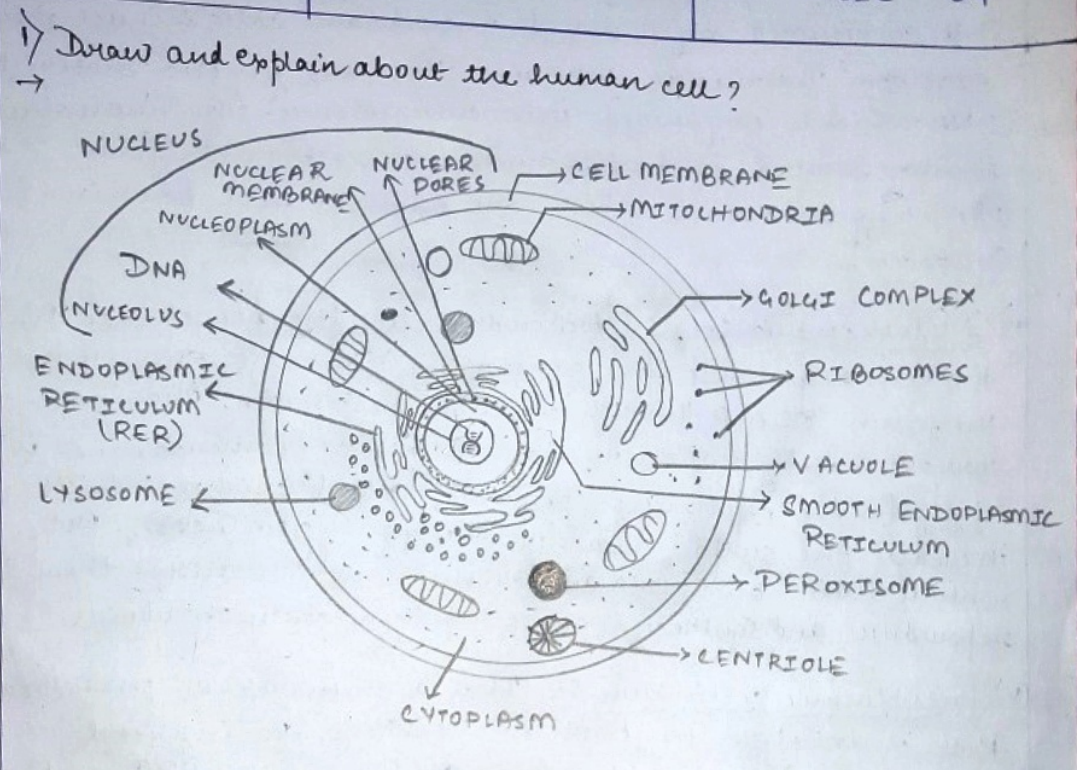 1) Draw and explain about the human cell?
→
NUCLEUS
NUCLEAR
MEMBRANE
NUCLEAR
PORES
CELL MEMBRANE
MITOCHONDRIA
NUCLEOPLASM
DNA
NUCEOLUS
GOLGI COMPLEX
ENDOPLASMIC
RETICULUM
(RER)
RIBOSOMES
LYSOSOME
VACUOLE
SMOOTH ENDOPLASMIC
RETICULUM
PEROXISOME
CENTRIOLE
CYTOPLASM